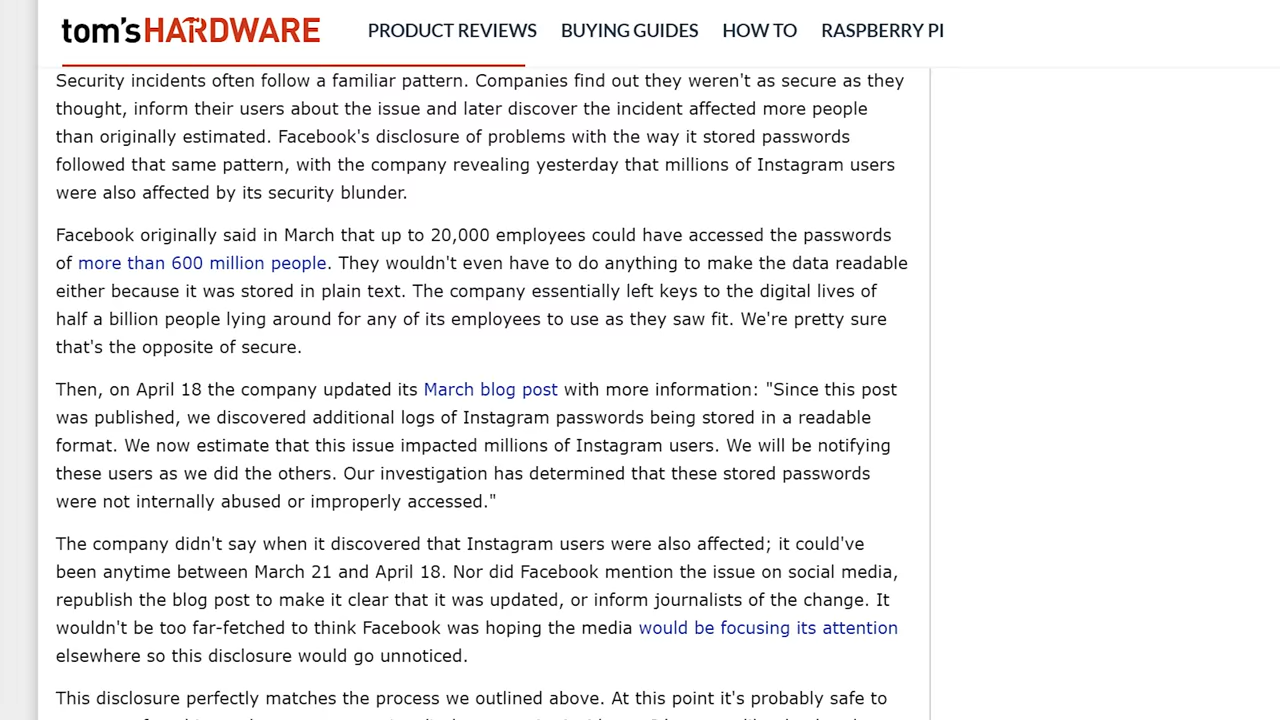 tom'sHARDWARE PRODUCT REVIEWS BUYING GUIDES HOW TO RASPBERRY PI
Security incidents often follow a familiar pattern. Companies find out they weren't as secure as they
thought, inform their users about the issue and later discover the incident affected more people
than originally estimated. Facebook's disclosure of problems with the way it stored passwords
followed that same pattern, with the company revealing yesterday that millions of Instagram users
were also affected by its security blunder.
Facebook originally said in March that up to 20,000 employees could have accessed the passwords
of more than 600 million people. They wouldn't even have to do anything to make the data readable
either because it was stored in plain text. The company essentially left keys to the digital lives of
half a billion people lying around for any of its employees to use as they saw fit. We're pretty sure
that's the opposite of secure.
Then, on April 18 the company updated its March blog post with more information: "Since this post
was published, we discovered additional logs of Instagram passwords being stored in a readable
format. We now estimate that this issue impacted millions of Instagram users. We will be notifying
these users as we did the others. Our investigation has determined that these stored passwords
were not internally abused or improperly accessed."
The company didn't say when it discovered that Instagram users were also affected; it could've
been anytime between March 21 and April 18. Nor did Facebook mention the issue on social media,
republish the blog post to make it clear that it was updated, or inform journalists of the change. It
wouldn't be too far-fetched to think Facebook was hoping the media would be focusing its attention
elsewhere so this disclosure would go unnoticed.
This disclosure perfectly matches the process we outlined above. At this point it's probably safe to